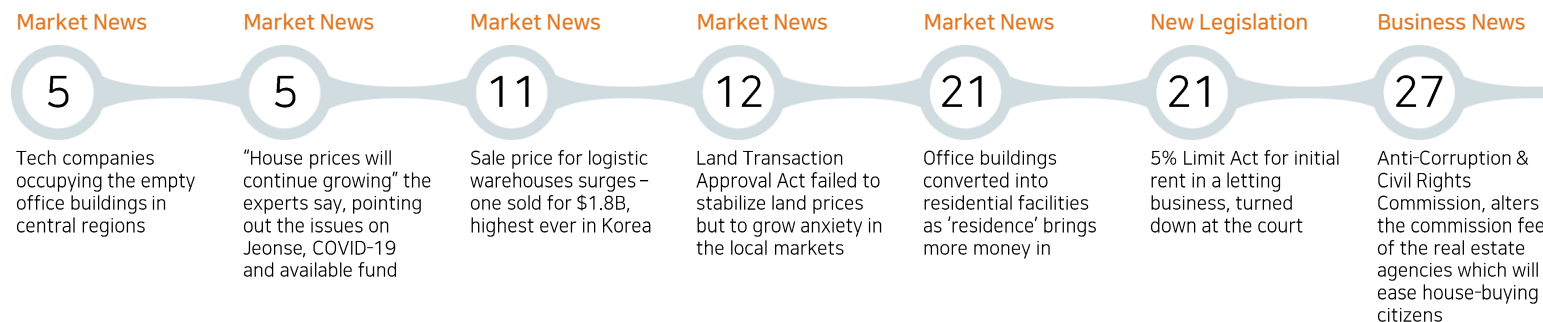 Market News
5
Tech companies
occupying the empty
office buildings in
central regions
Market News
5
“House prices will
continue growing” the
experts say, pointing
out the issues on
Jeonse, COVID-19
and available fund
Market News
11
Sale price for logistic
warehouses surges –
one sold for $1.8B,
highest ever in Korea
Market News
12
Land Transaction
Approval Act failed to
stabilize land prices
but to grow anxiety in
the local markets
Market News
21
Office buildings
converted into
residential facilities
as ‘residence’ brings
more money in
New Legislation
21
5% Limit Act for initial
rent in a letting
business, turned
down at the court
Business News
27
Anti-Corruption &
Civil Rights
Commission, alters
the commission fee
of the real estate
agencies which will
ease house-buying
citizens